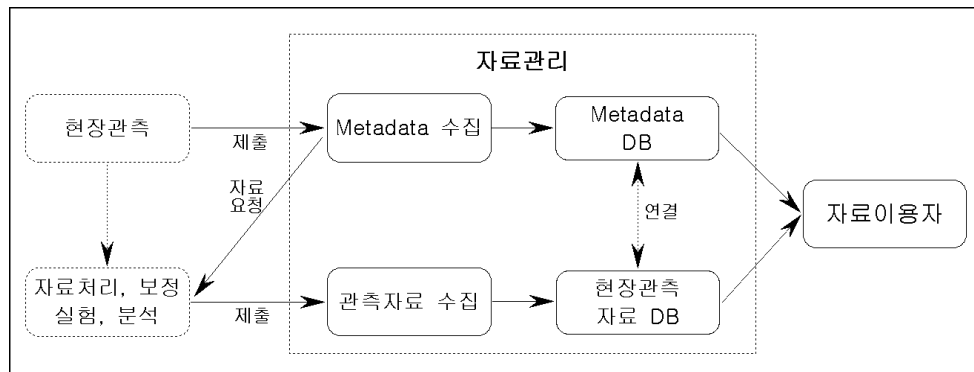 자료관리
현장관측
제출
Metadata 수집
Metadata
DB
자료
요청
연결
자료이용자
자료처리, 보정
실험, 분석
제출
관측자료 수집
현장관측
자료 DB